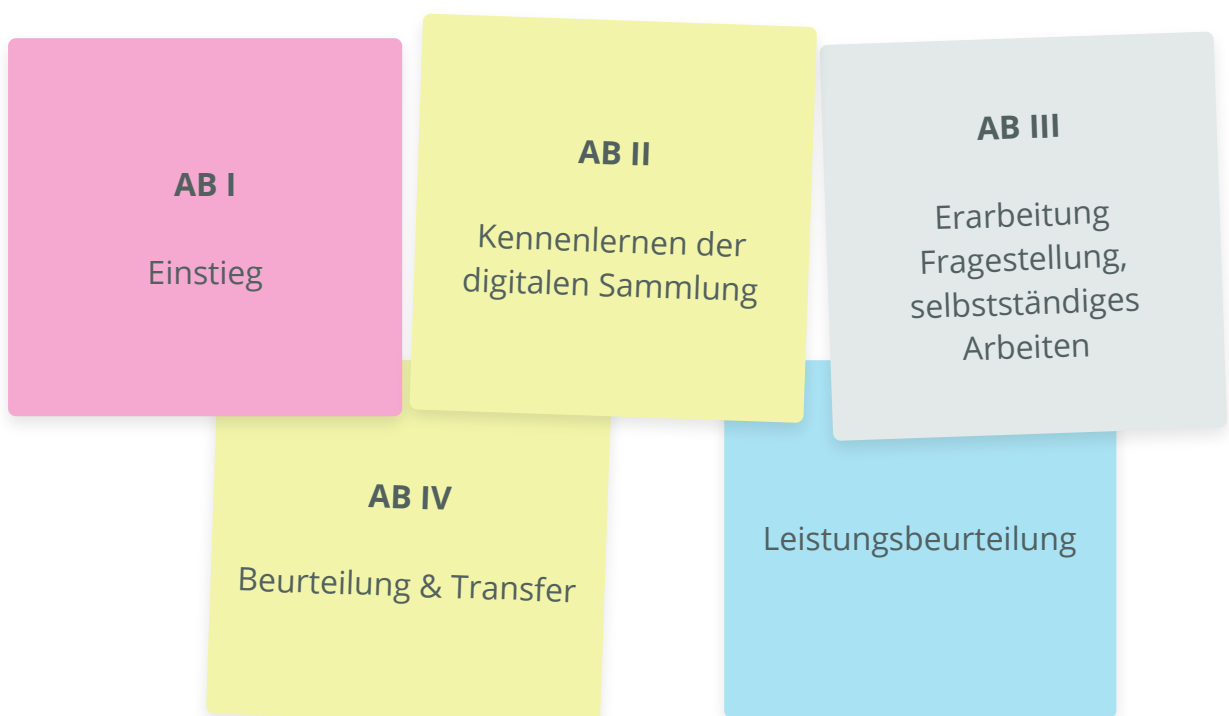 AB I
Einstieg
AB II
Kennenlernen der
digitalen Sammlung
AB III
Erarbeitung
Fragestellung,
selbstständiges
Arbeiten
AB IV
Beurteilung & Transfer
Leistungsbeurteilung